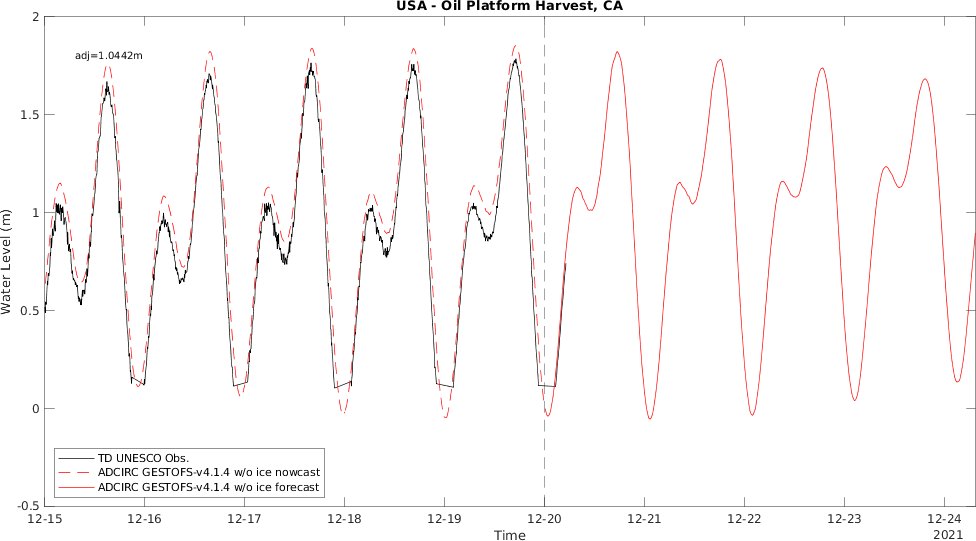 USA - Oil Platform Harvest, CA
adj=1.0442m
2
1.5
1
0.5
0
-0.5
Water Level (m)
TD UNESCO Obs.
ADCIRC GESTOFS-v4.1.4 w/o ice nowcast
ADCIRC GESTOFS-v4.1.4 w/o ice forecast
12-15 12-16 12-17 12-18 12-19 12-20 12-21 12-22 12-23 12-24
Time
2021